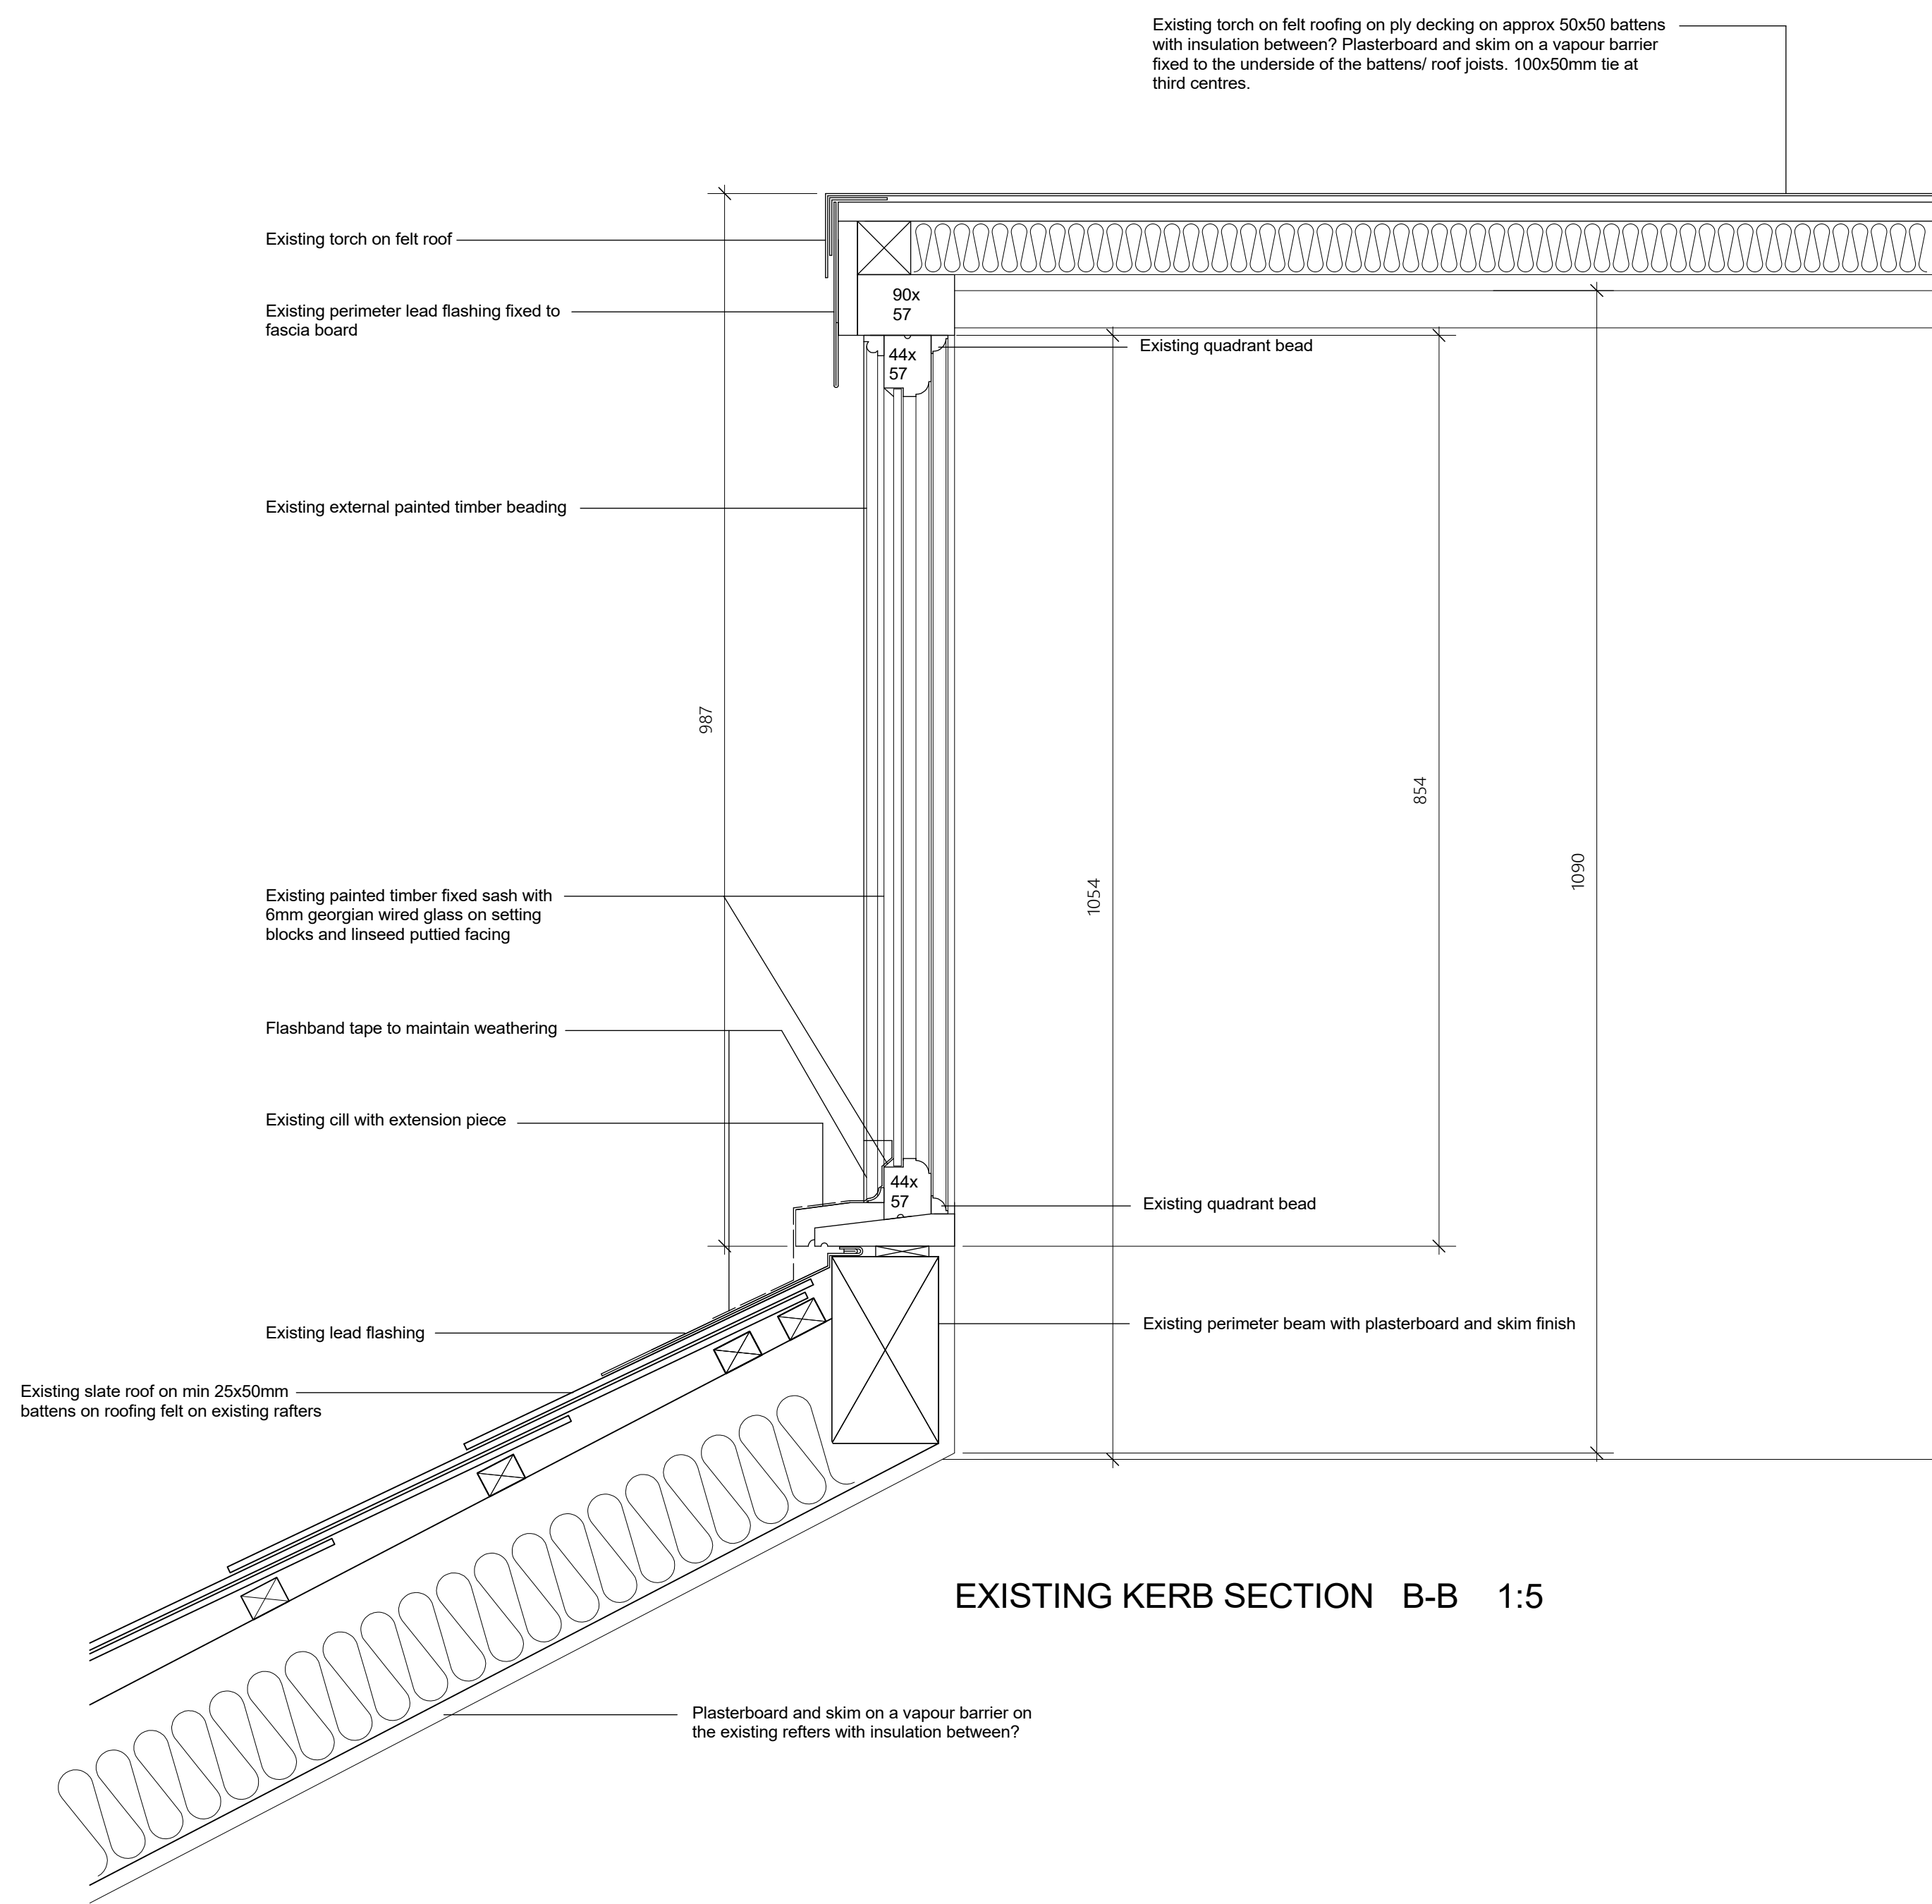 Existing torch on felt roofing on ply decking on approx 50x50 battens
with insulation between? Plasterboard and skim on a vapour barrier
fixed to the underside of the battens/ roof joists. 100x50mm tie at
third centres.
Existing torch on felt roof
Existing perimeter lead flashing fixed to
fascia board
90x
57
44x
57
Existing quadrant bead
Existing external painted timber beading
987
854
1054
1090
Existing painted timber fixed sash with
6mm georgian wired glass on setting
blocks and linseed puttied facing
Flashband tape to maintain weathering
Existing cill with extension piece
44x
57
Existing quadrant bead
Existing perimeter beam with plasterboard and skim finish
Existing lead flashing
Existing slate roof on min 25x50mm
battens on roofing felt on existing rafters
EXISTING KERB SECTION B-B 1:5
Plasterboard and skim on a vapour barrier on
the existing refters with insulation between?